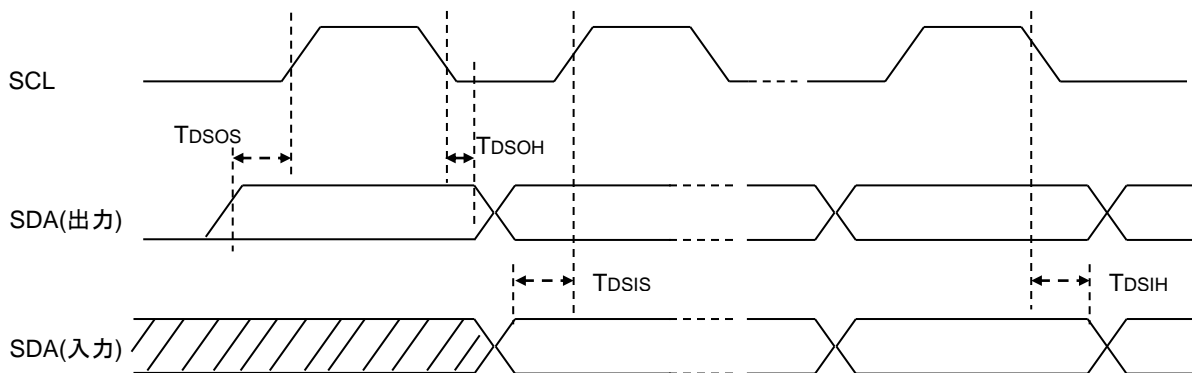 SCL
TDSOS
TDSOH
SDA(出力)
TDSIS
TDSIH
SDA(入力)